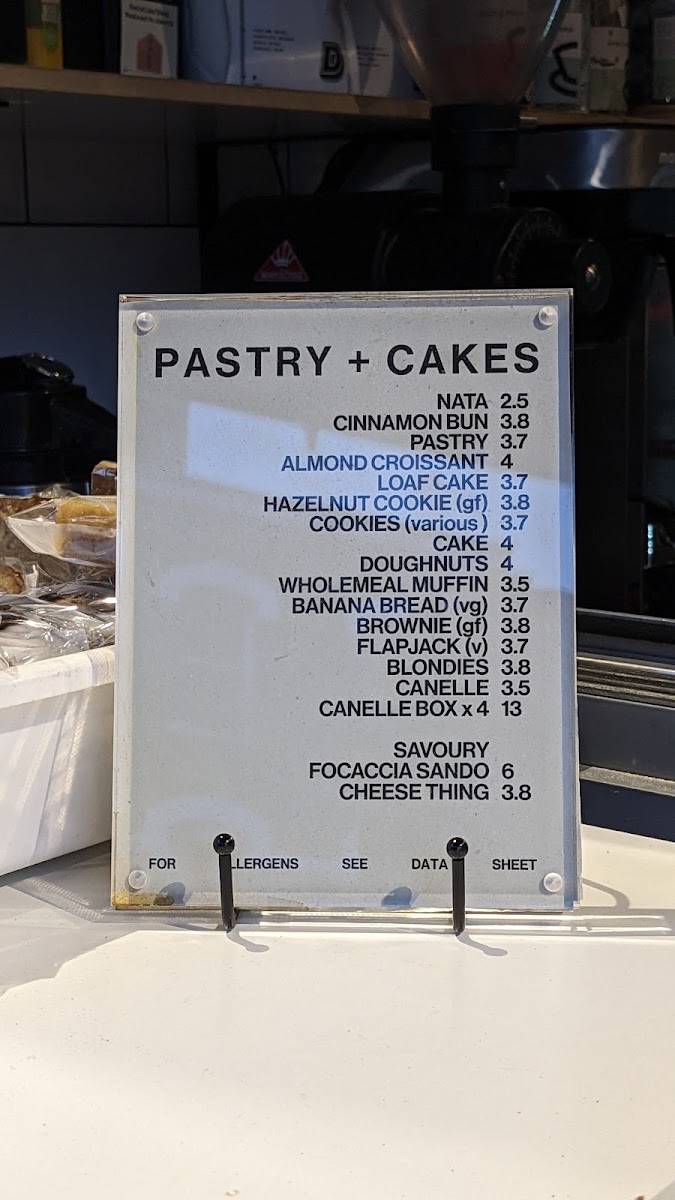 PASTRY + CAKES
NATA 2.5
CINNAMON BUN 3.8
PASTRY 3.7
ALMOND CROISSANT 4
LOAF CAKE 3.7
HAZELNUT COOKIE (gf) 3.8
COOKIES (various ) 3.7
CAKE 4
DOUGHNUTS 4
WHOLEMEAL MUFFIN 3.5
BANANA BREAD (vg) 3.7
BROWNIE (gf) 3.8
FLAPJACK (v) 3.7
BLONDIES 3.8
CANELLE 3.5
CANELLE BOX x 4 13
SAVOURY
FOCACCIA SANDO 6
CHEESE THING 3.8
FOR LLERGENS SEE DATA SHEET